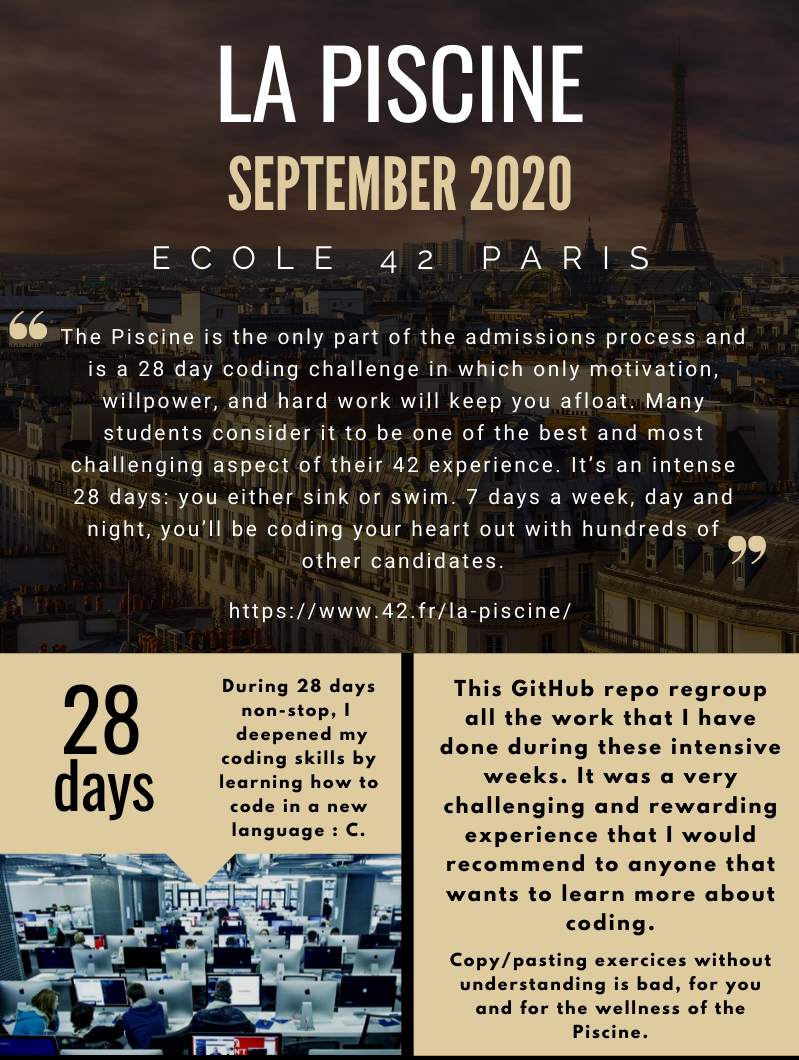 LA PISCINE
SEPTEMBER 2020
ECOLE 42 PARIS
“
The Piscine is the only part of the admissions process and
is a 28 day coding challenge in which only motivation,
willpower, and hard work will keep you afloat. Many
students consider it to be one of the best and most
challenging aspect of their 42 experience. It’s an intense
28 days: you either sink or swim. 7 days a week, day and
night, you’ll be coding your heart out with hundreds of
other candidates.
”
https://www.42.fr/la-piscine/
28
days
During 28 days
non-stop, I
deepened my
coding skills by
learning how to
code in a new
language : C.
This GitHub repo regroup
all the work that I have
done during these intensive
weeks. It was a very
challenging and rewarding
experience that I would
recommend to anyone that
wants to learn more about
coding.
Copy/pasting exercices without
understanding is bad, for you
and for the wellness of the
Piscine.